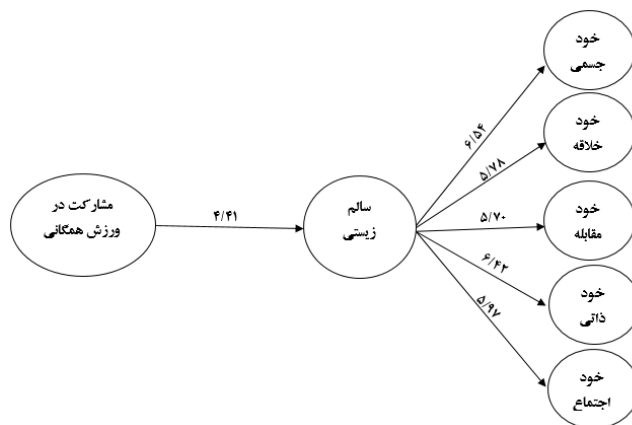 خود
جسمی
۶/۵۴
خود
خلاقه
۵/۷۸
مشارکت در
ورزش همگانی
۴/۴۱
سالم
زیستی
۵/۷۰
خود
مقابله
۶/۴۲
خود
ذاتی
۵/۹۷
خود
اجتماع